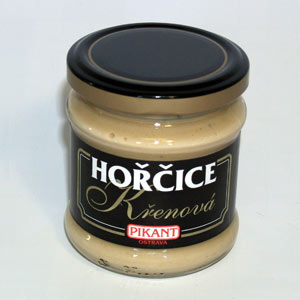 HOŘČICE
Křenová
PIKANT
OSTRAVA